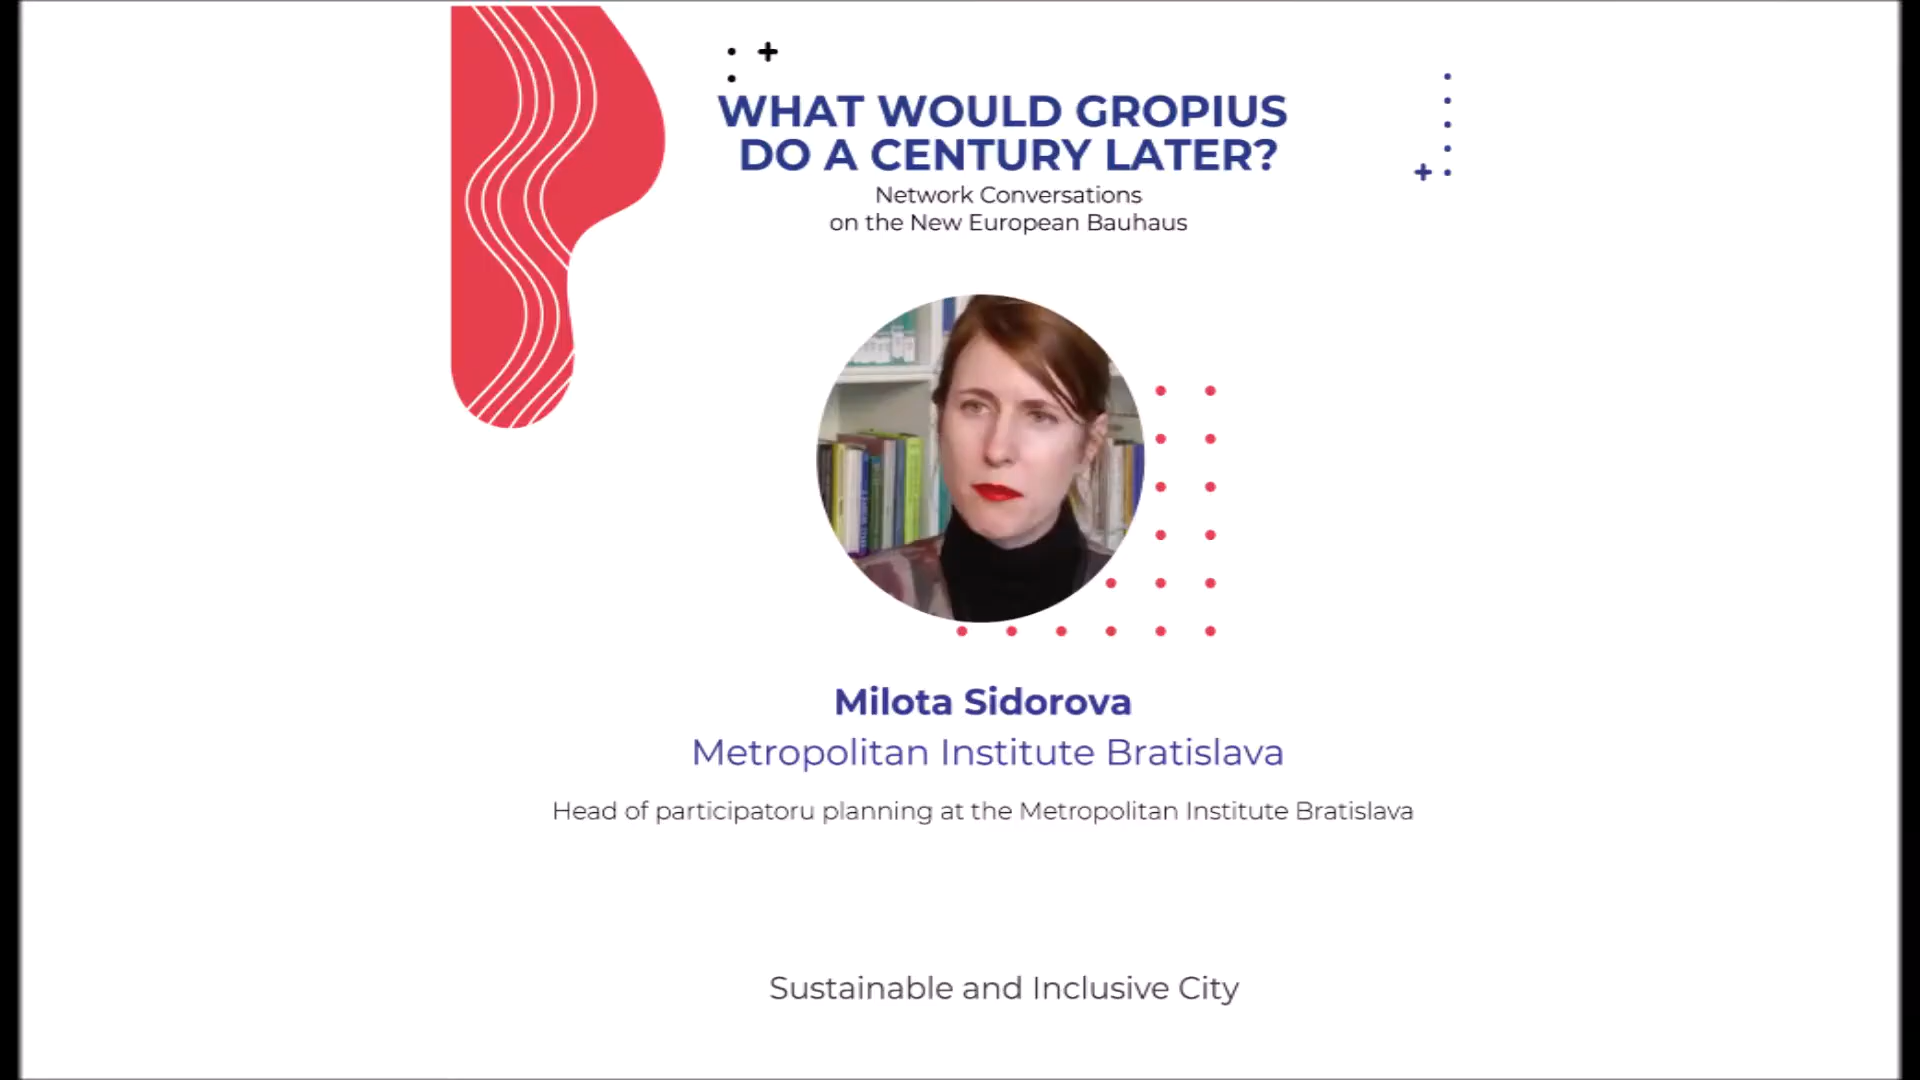 WHAT WOULD GROPIUS
DO A CENTURY LATER?
Network Conversations
on the New European Bauhaus
Milota Sidorova
Metropolitan Institute Bratislava
Head of participatoru planning at the Metropolitan Institute Bratislava
Sustainable and Inclusive City